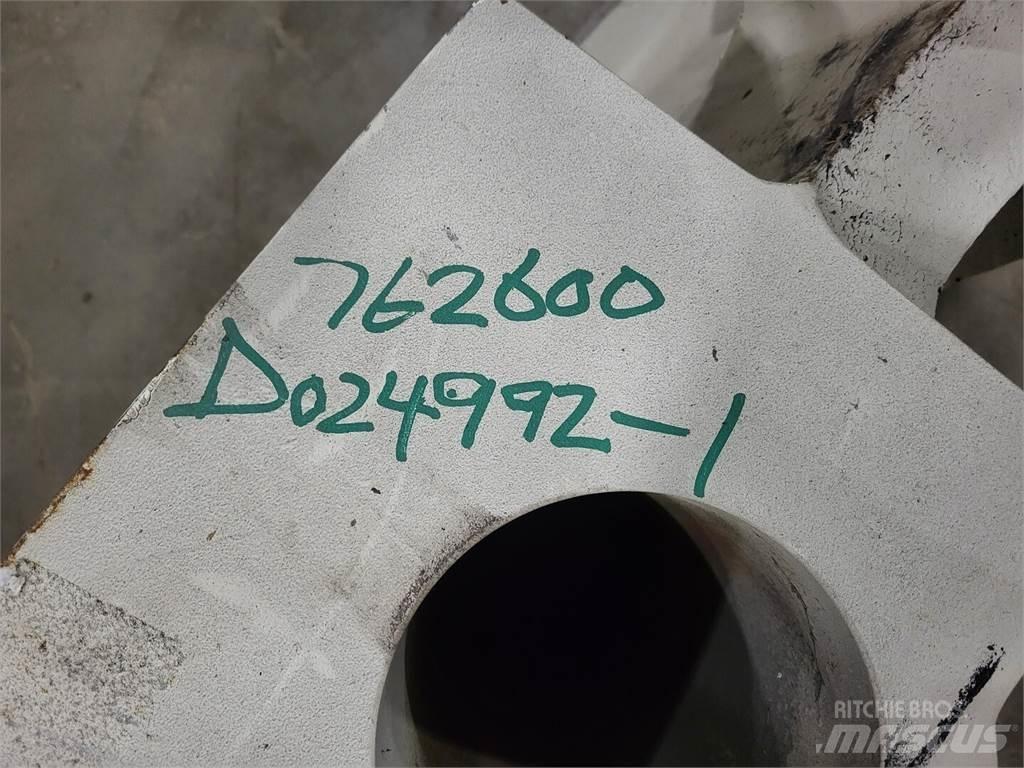 762600
D024992-1
RITCHIE BROS.
MASCUS